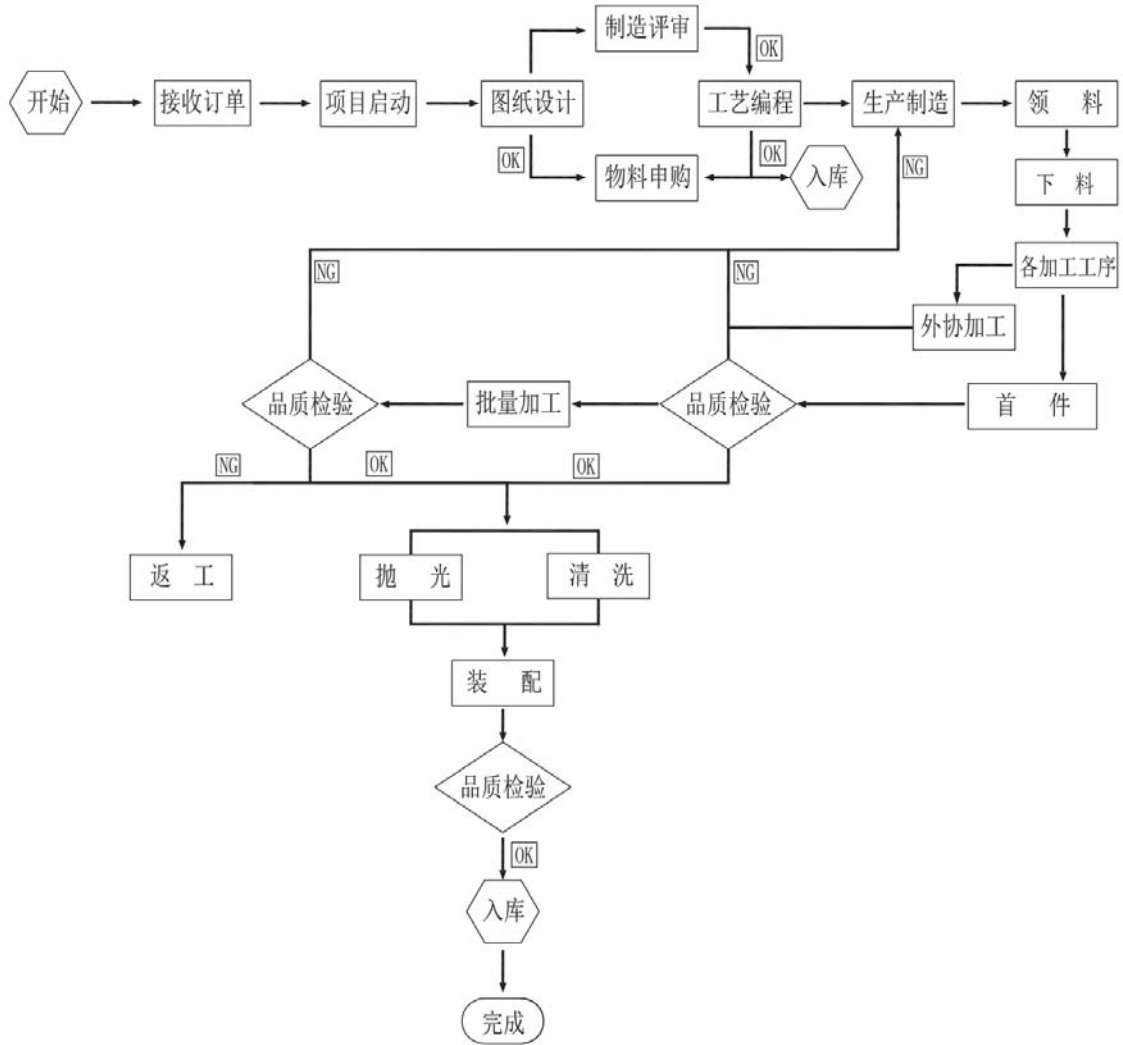 制造评审
OK
开始
接收订单
项目启动
图纸设计
工艺编程
生产制造
领 料
OK
物料申购
OK
入库
NG
下 料
NG
NG
各加工工序
外协加工
品质检验
批量加工
品质检验
首 件
NG
OK
OK
返 工
抛 光
清 洗
装 配
品质检验
OK
入库
完成